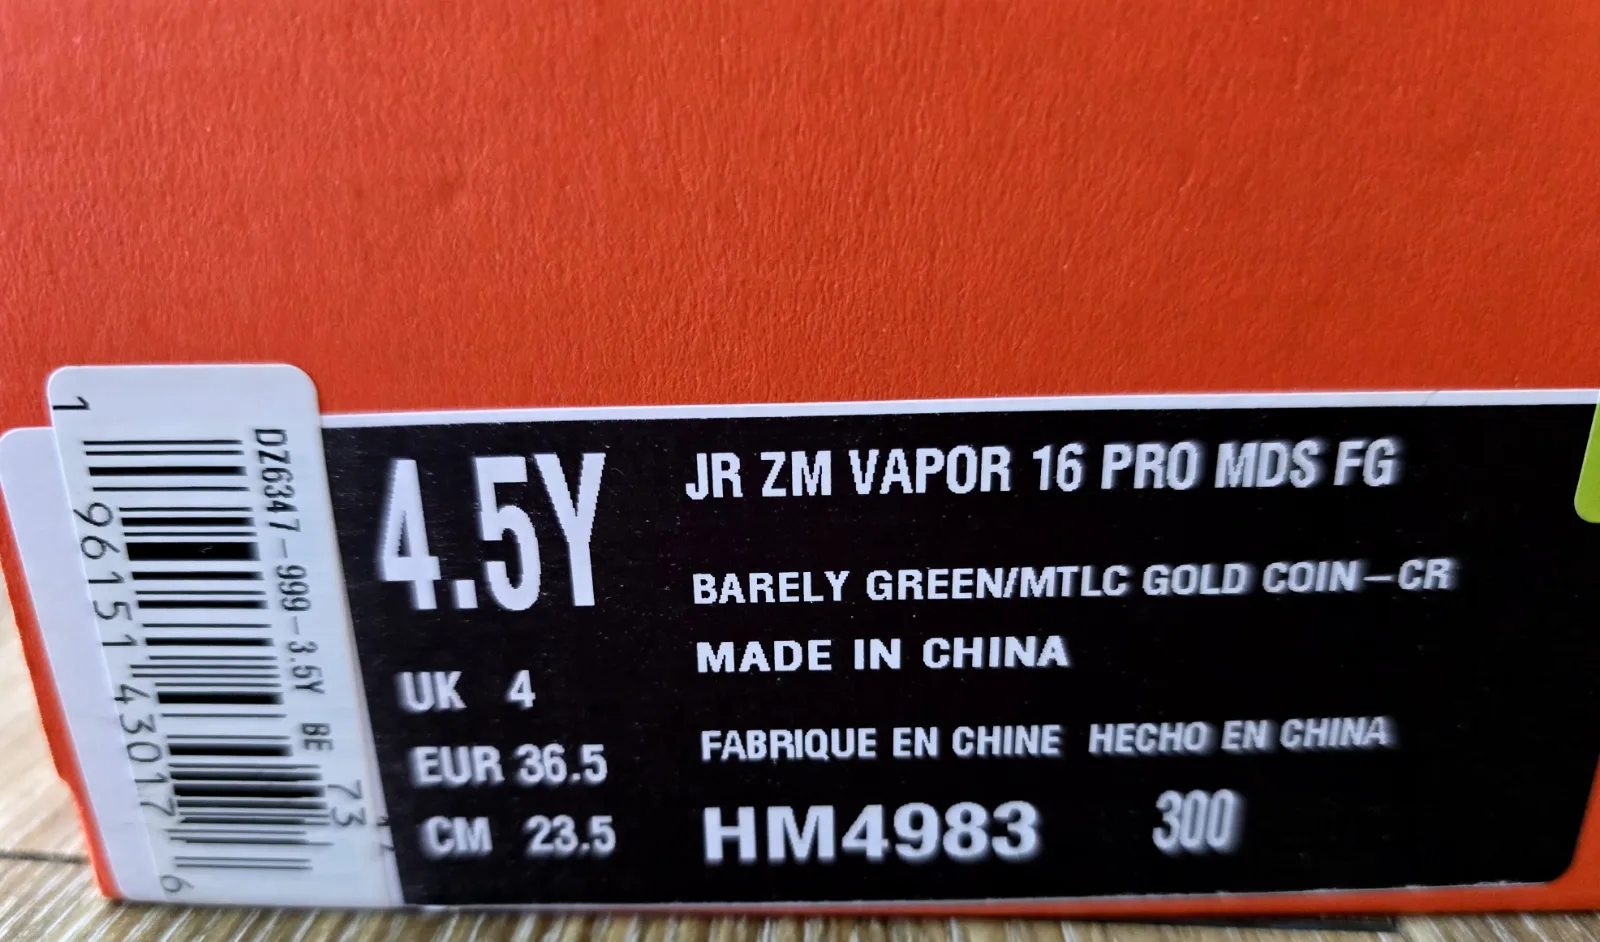 DZ6347-999-3.5Y BE 73
1 96151 43017 6
4.5Y
JR ZM VAPOR 16 PRO MDS FG
BARELY GREEN/MTLC GOLD COIN-CR
MADE IN CHINA
UK 4
EUR 36.5
FABRIQUE EN CHINE HECHO EN CHINA
CM 23.5
HM4983 300